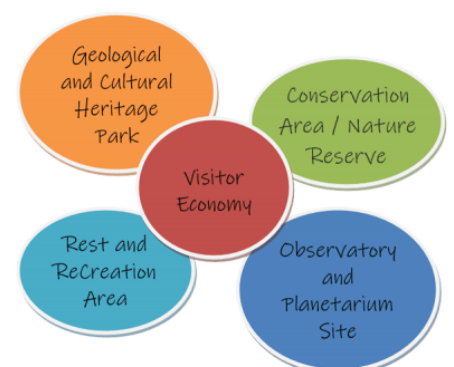 Geological
and Cultural
Heritage
Park
Conservation
Area / Nature
Reserve
Visitor
Economy
Rest and
ReCreation
Area
Observatory
and
Planetarium
Site